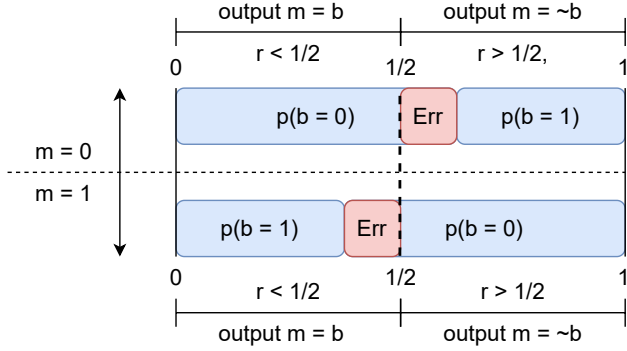 output m = b output m = ~b
r < 1/2 r > 1/2,
0 1/2 1
p(b = 0) Err p(b = 1)
m = 0
m = 1
p(b = 1) Err p(b = 0)
0 1/2 1
r < 1/2 r > 1/2
output m = b output m = ~b